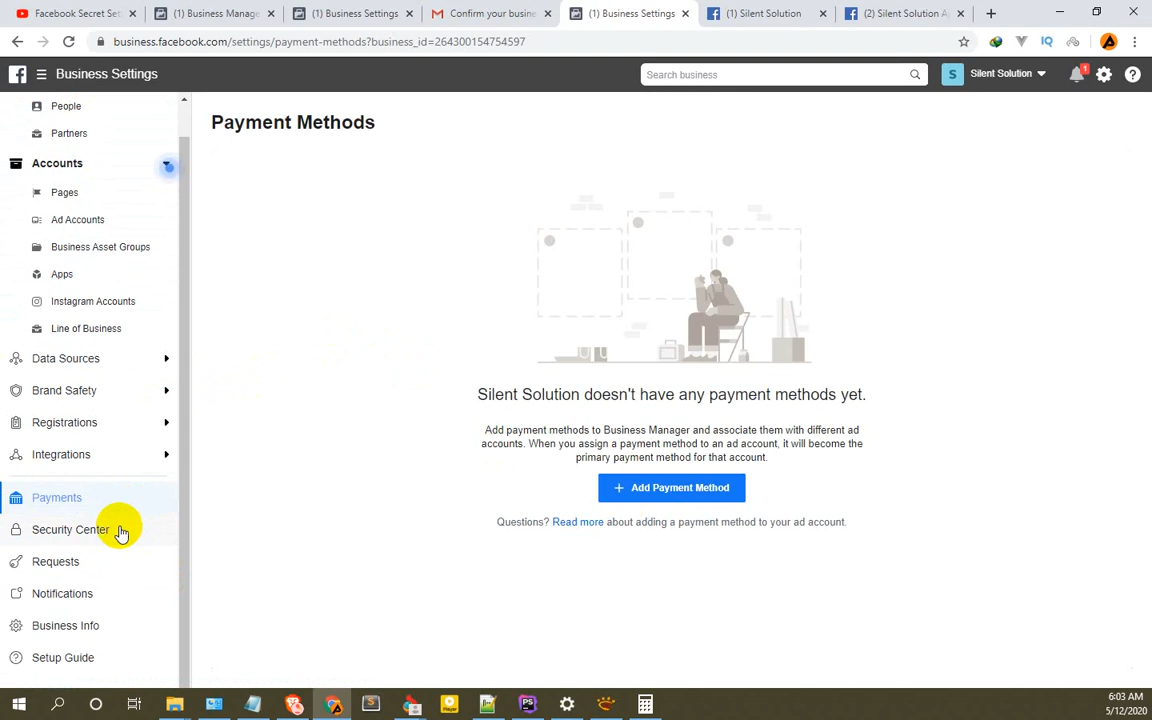 Facebook Secret Set
(1) Business Manage
(1) Business Settings
Confirm your busine
(1) Business Settings
(1) Silent Solution
(2) Silent Solution A
business.facebook.com/settings/payment-methods?business_id=264300154754597
Business Settings
Search business
S
Silent Solution
1
People
Partners
Accounts
Pages
Ad Accounts
Business Asset Groups
Apps
Instagram Accounts
Line of Business
Data Sources
Brand Safety
Registrations
Integrations
Payments
Security Center
Requests
Notifications
Business Info
Setup Guide
Payment Methods
Silent Solution doesn't have any payment methods yet.
Add payment methods to Business Manager and associate them with different ad
accounts. When you assign a payment method to an ad account, it will become the
primary payment method for that account.
+ Add Payment Method
Questions? Read more about adding a payment method to your ad account.
6:03 AM
5/12/2020